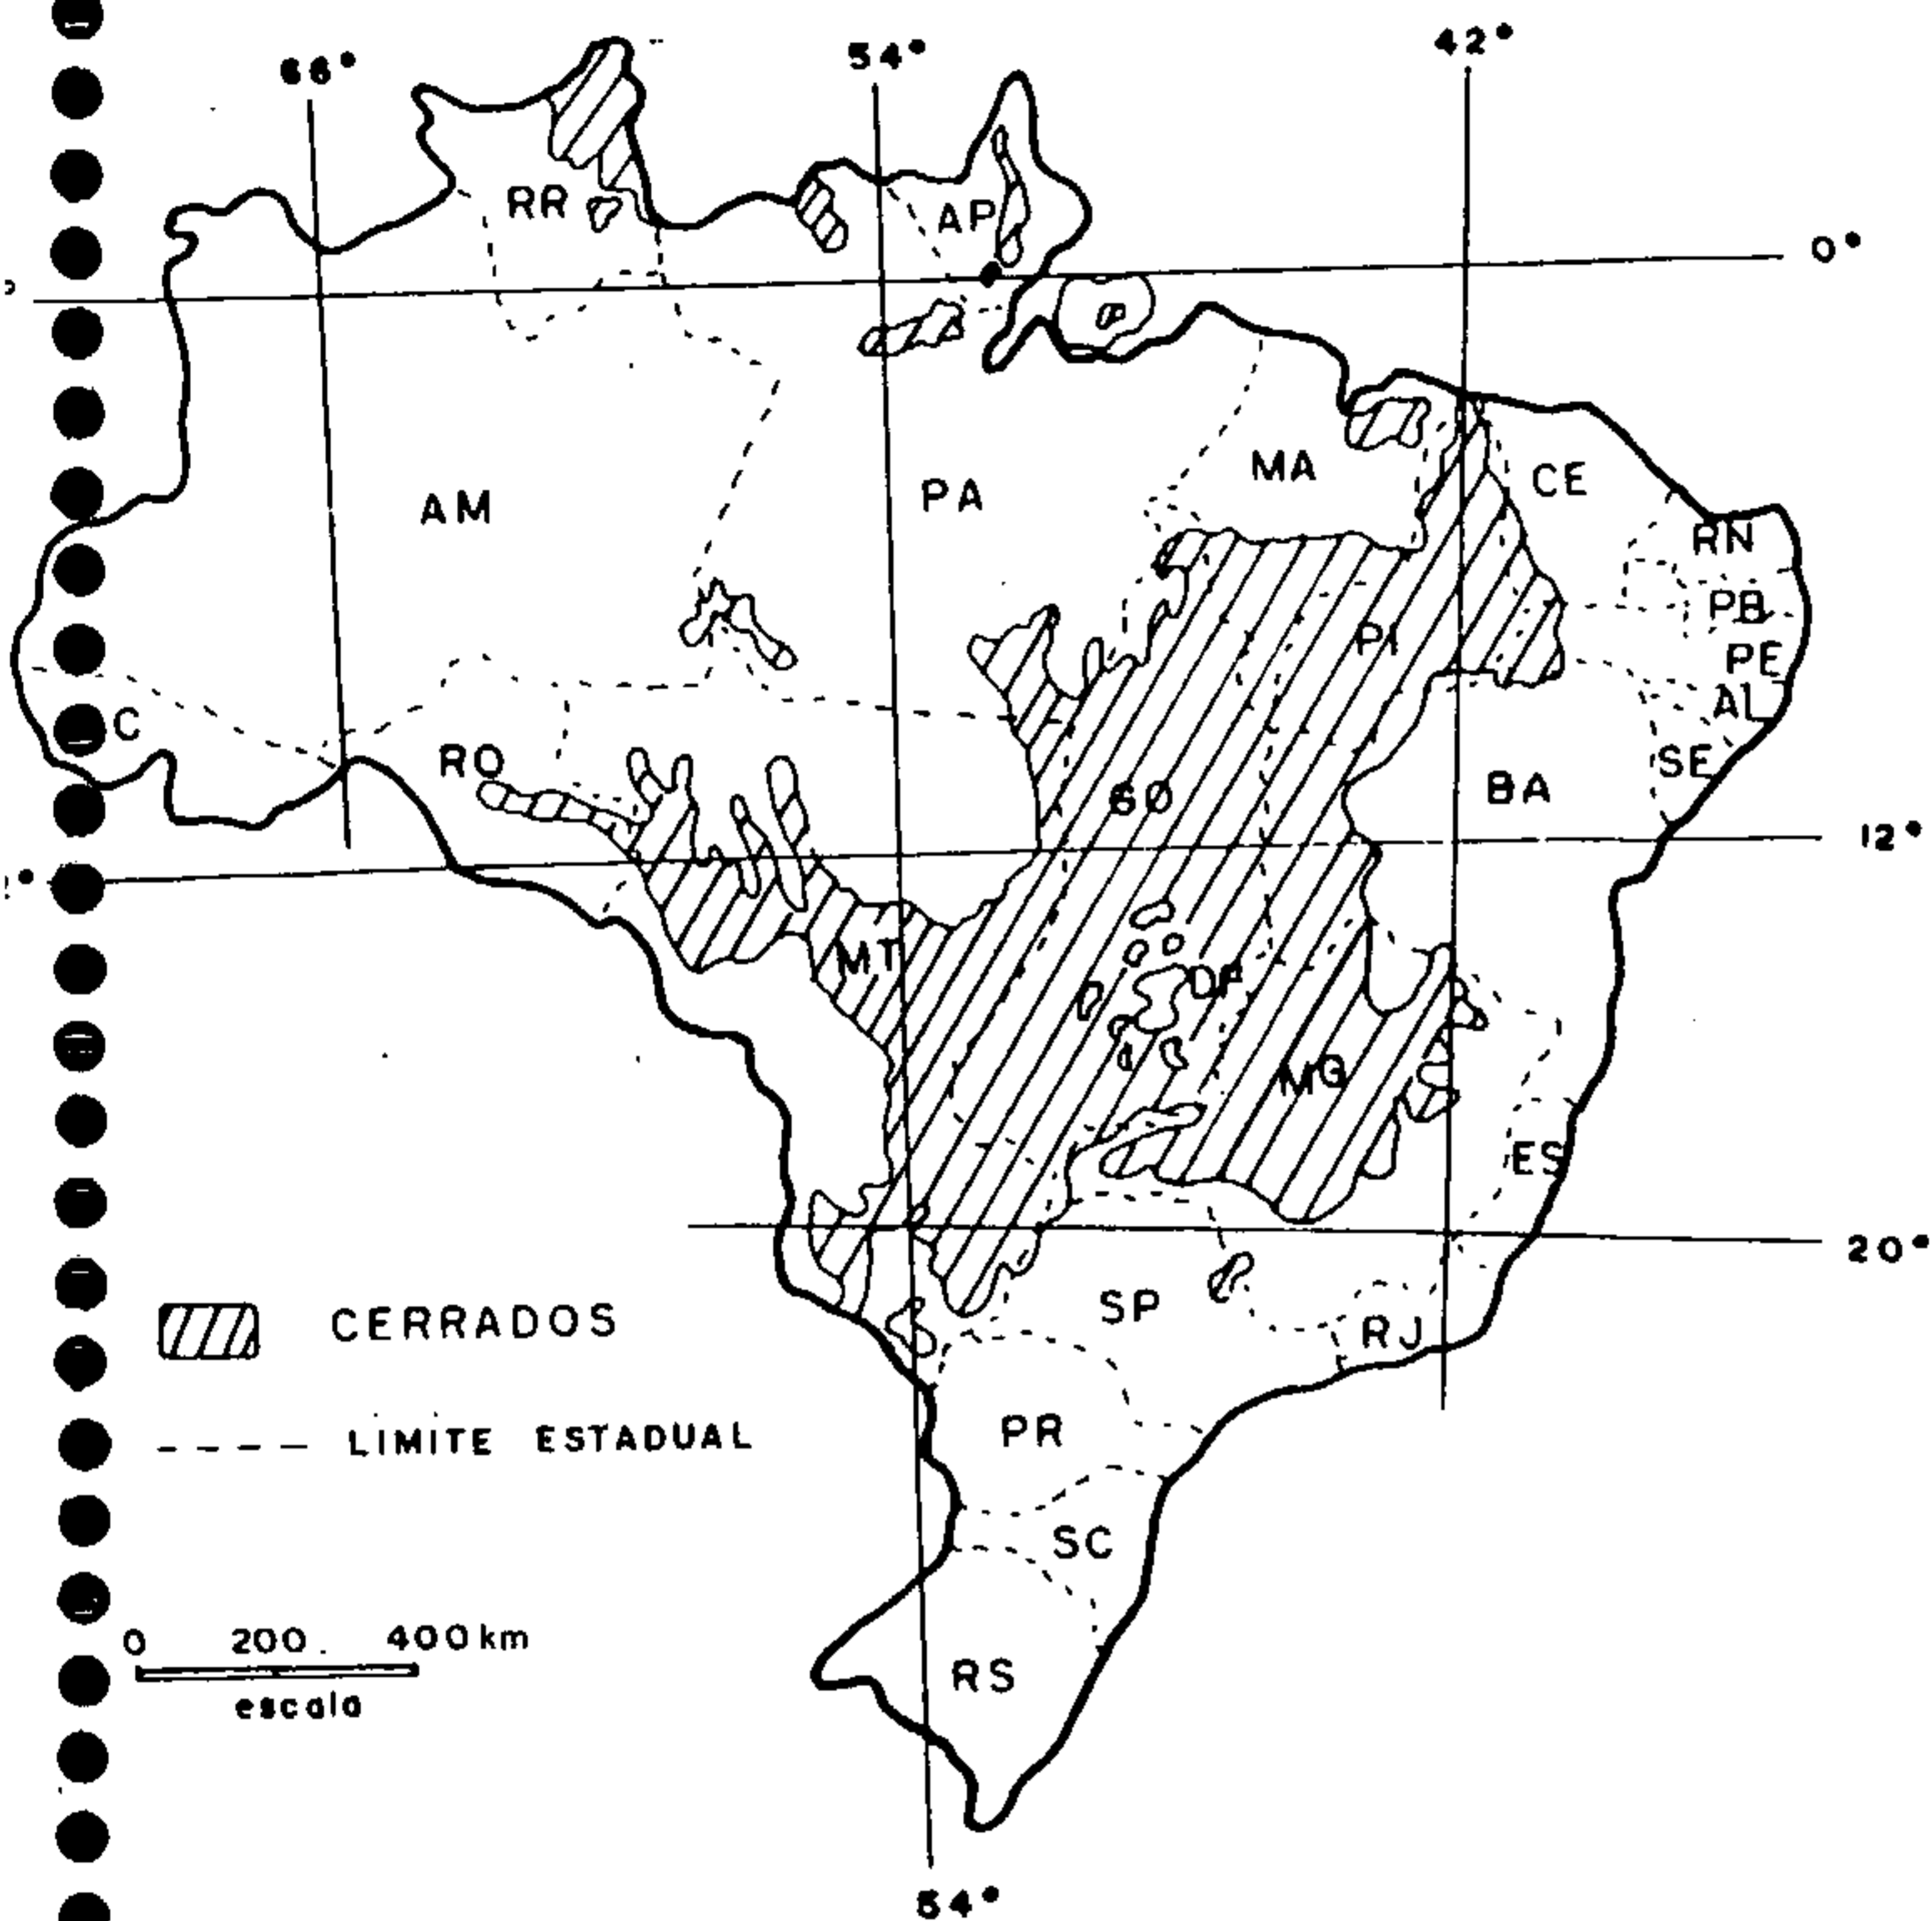 66°
54°
42°
RR
AP
0°
MA
CE
AM
PA
RN
PB
PI
PE
AL
C
RO
SE
GO
BA
12°
MT
DF
MG
ES
20°
SP
RJ
CERRADOS
PR
LIMITE ESTADUAL
SC
0 200 400 km
RS
escala
54°